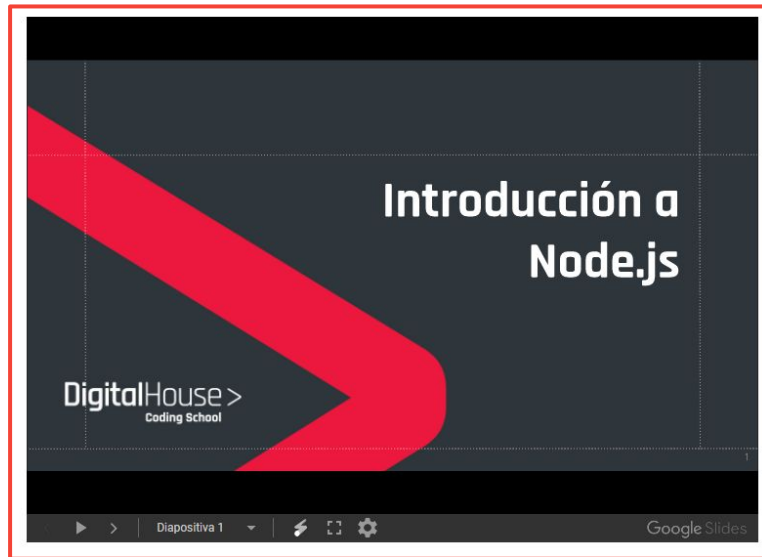 Introducción a
Node.js
DigitalHouse>
Coding School
1
Diapositiva 1
Google Slides